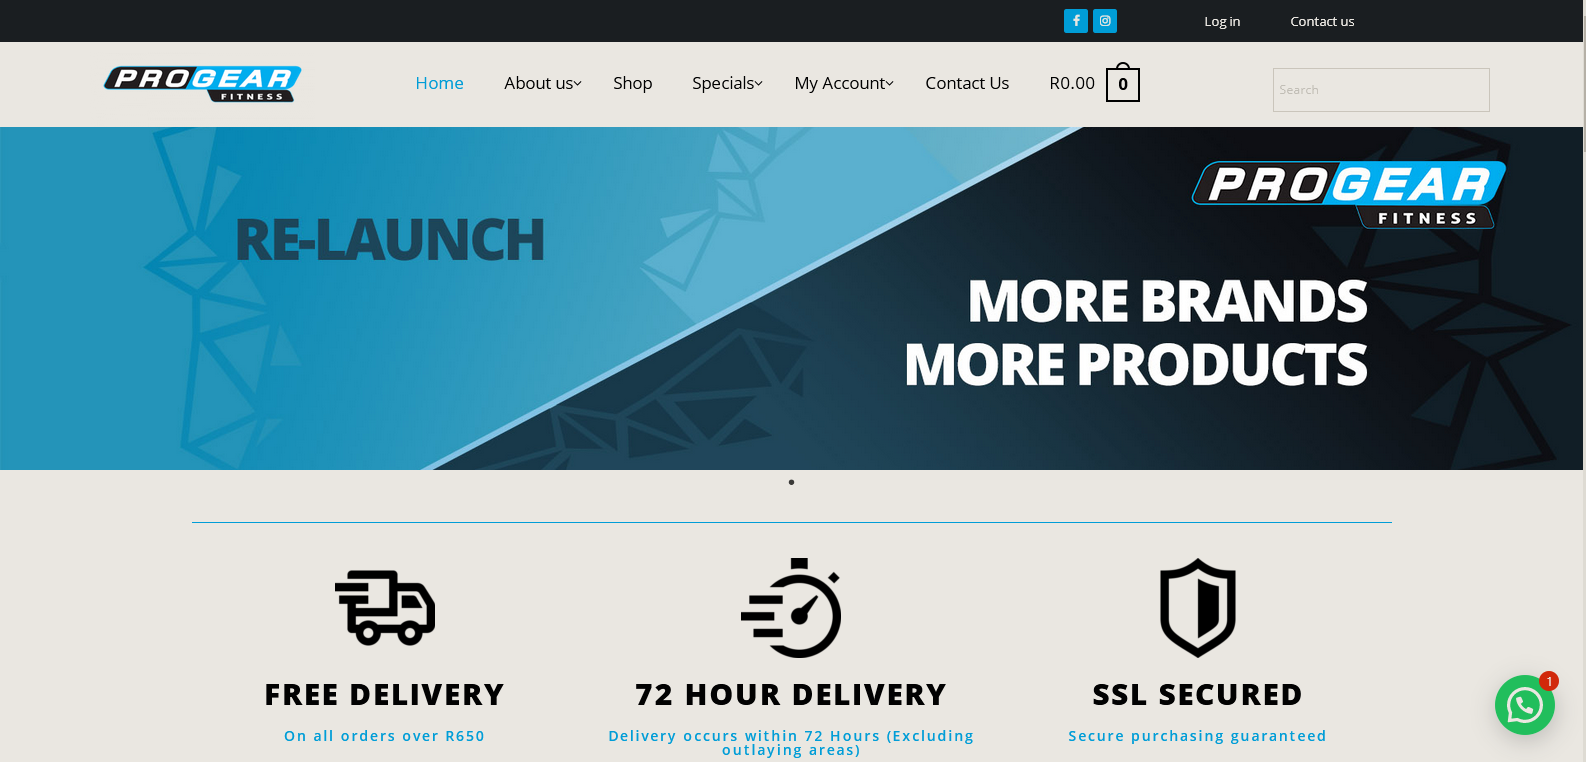 Log in
Contact us
PROGEAR
FITNESS
Home
About us
Shop
Specials
My Account
Contact Us
R0.00
0
Search
PROGEAR
FITNESS
RE-LAUNCH
MORE BRANDS
MORE PRODUCTS
FREE DELIVERY
On all orders over R650
72 HOUR DELIVERY
Delivery occurs within 72 Hours (Excluding
outlaying areas)
SSL SECURED
Secure purchasing guaranteed
1